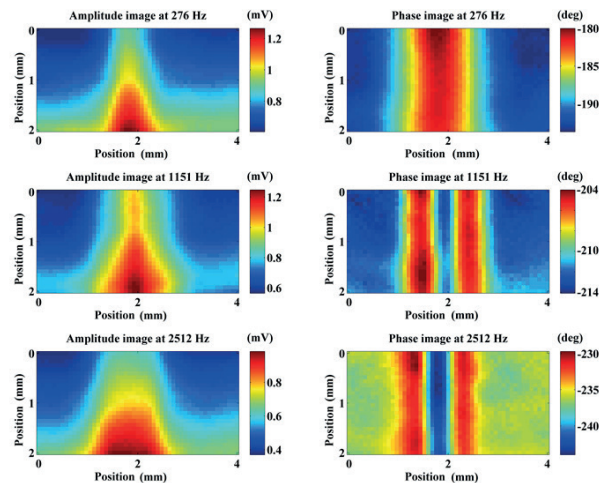 Amplitude image at 276 Hz (mV)
0
1
2
Position (mm)
0 2 4
Position (mm)
1.2
1
0.8
Phase image at 276 Hz (deg)
0
1
2
Position (mm)
0 2 4
Position (mm)
-180
-185
-190
Amplitude image at 1151 Hz (mV)
0
1
2
Position (mm)
0 2 4
Position (mm)
1.2
1
0.8
0.6
Phase image at 1151 Hz (deg)
0
1
2
Position (mm)
0 2 4
Position (mm)
-204
-206
-210
-212
-214
Amplitude image at 2512 Hz (mV)
0
1
2
Position (mm)
0 2 4
Position (mm)
0.8
0.6
0.4
Phase image at 2512 Hz (deg)
0
1
2
Position (mm)
0 2 4
Position (mm)
-230
-235
-240